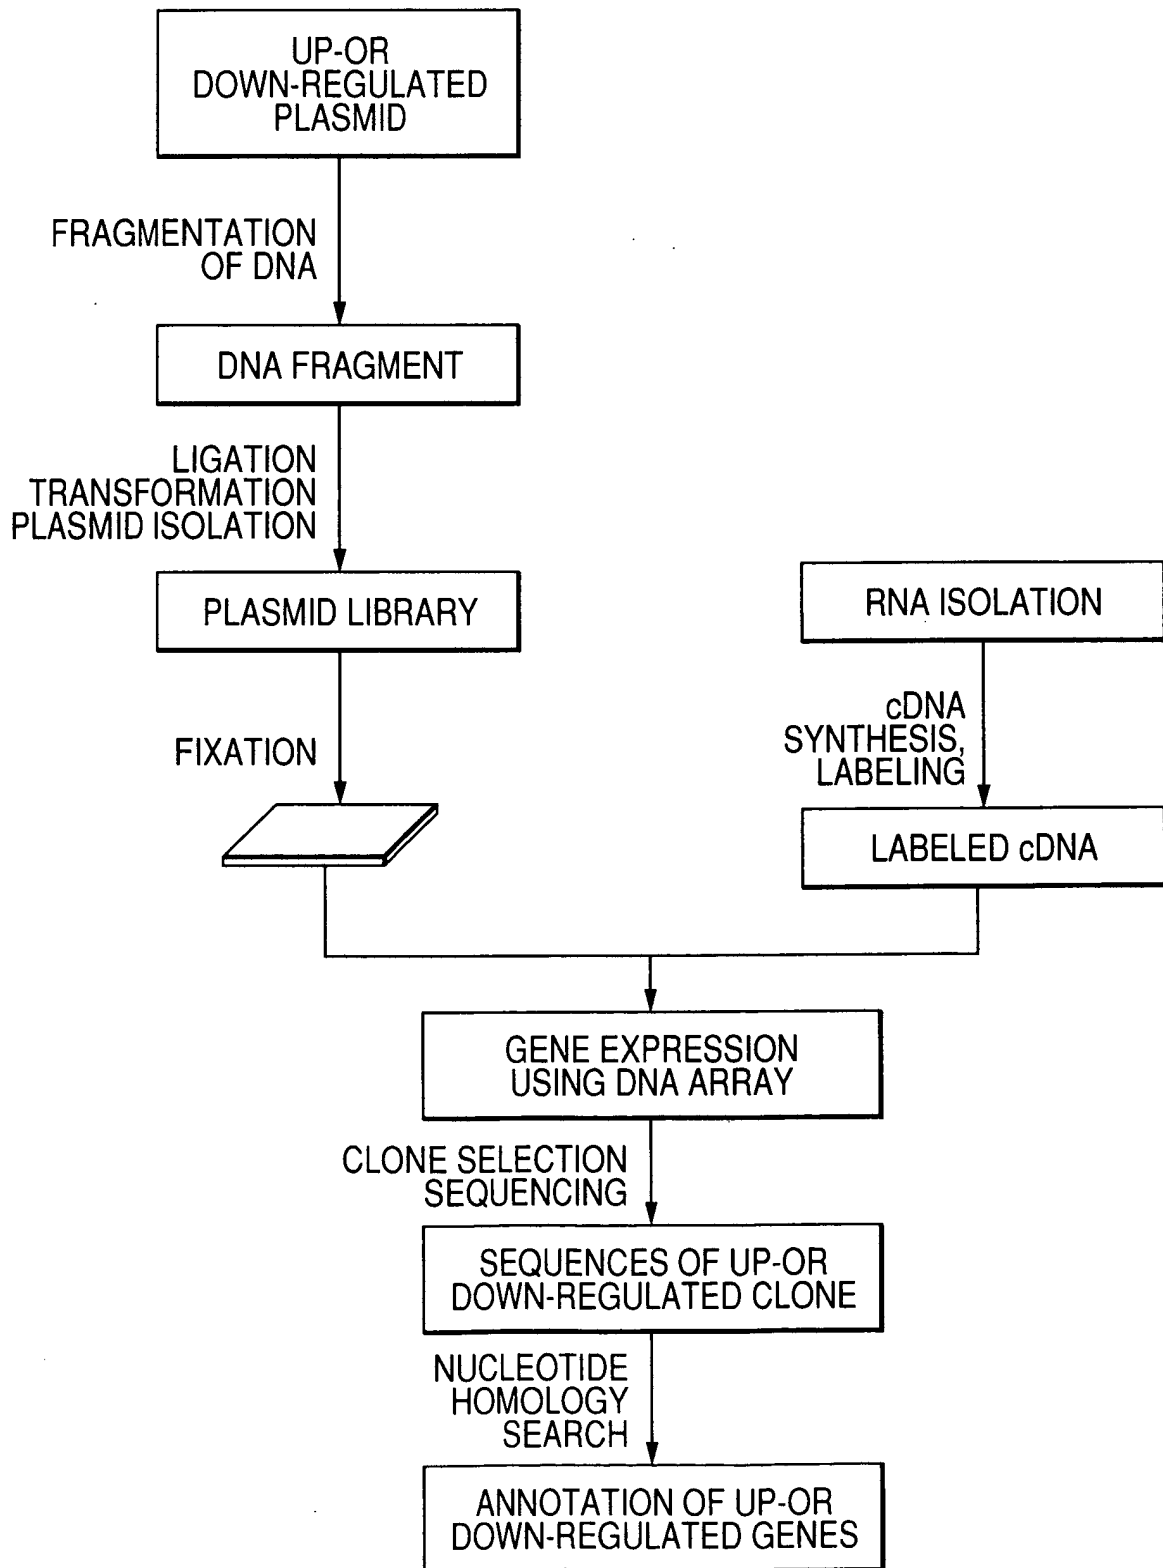 UP-OR
DOWN-REGULATED
PLASMID
FRAGMENTATION
OF DNA
DNA FRAGMENT
LIGATION
TRANSFORMATION
PLASMID ISOLATION
PLASMID LIBRARY
FIXATION
RNA ISOLATION
cDNA
SYNTHESIS,
LABELING
LABELED cDNA
GENE EXPRESSION
USING DNA ARRAY
CLONE SELECTION
SEQUENCING
SEQUENCES OF UP-OR
DOWN-REGULATED CLONE
NUCLEOTIDE
HOMOLOGY
SEARCH
ANNOTATION OF UP-OR
DOWN-REGULATED GENES